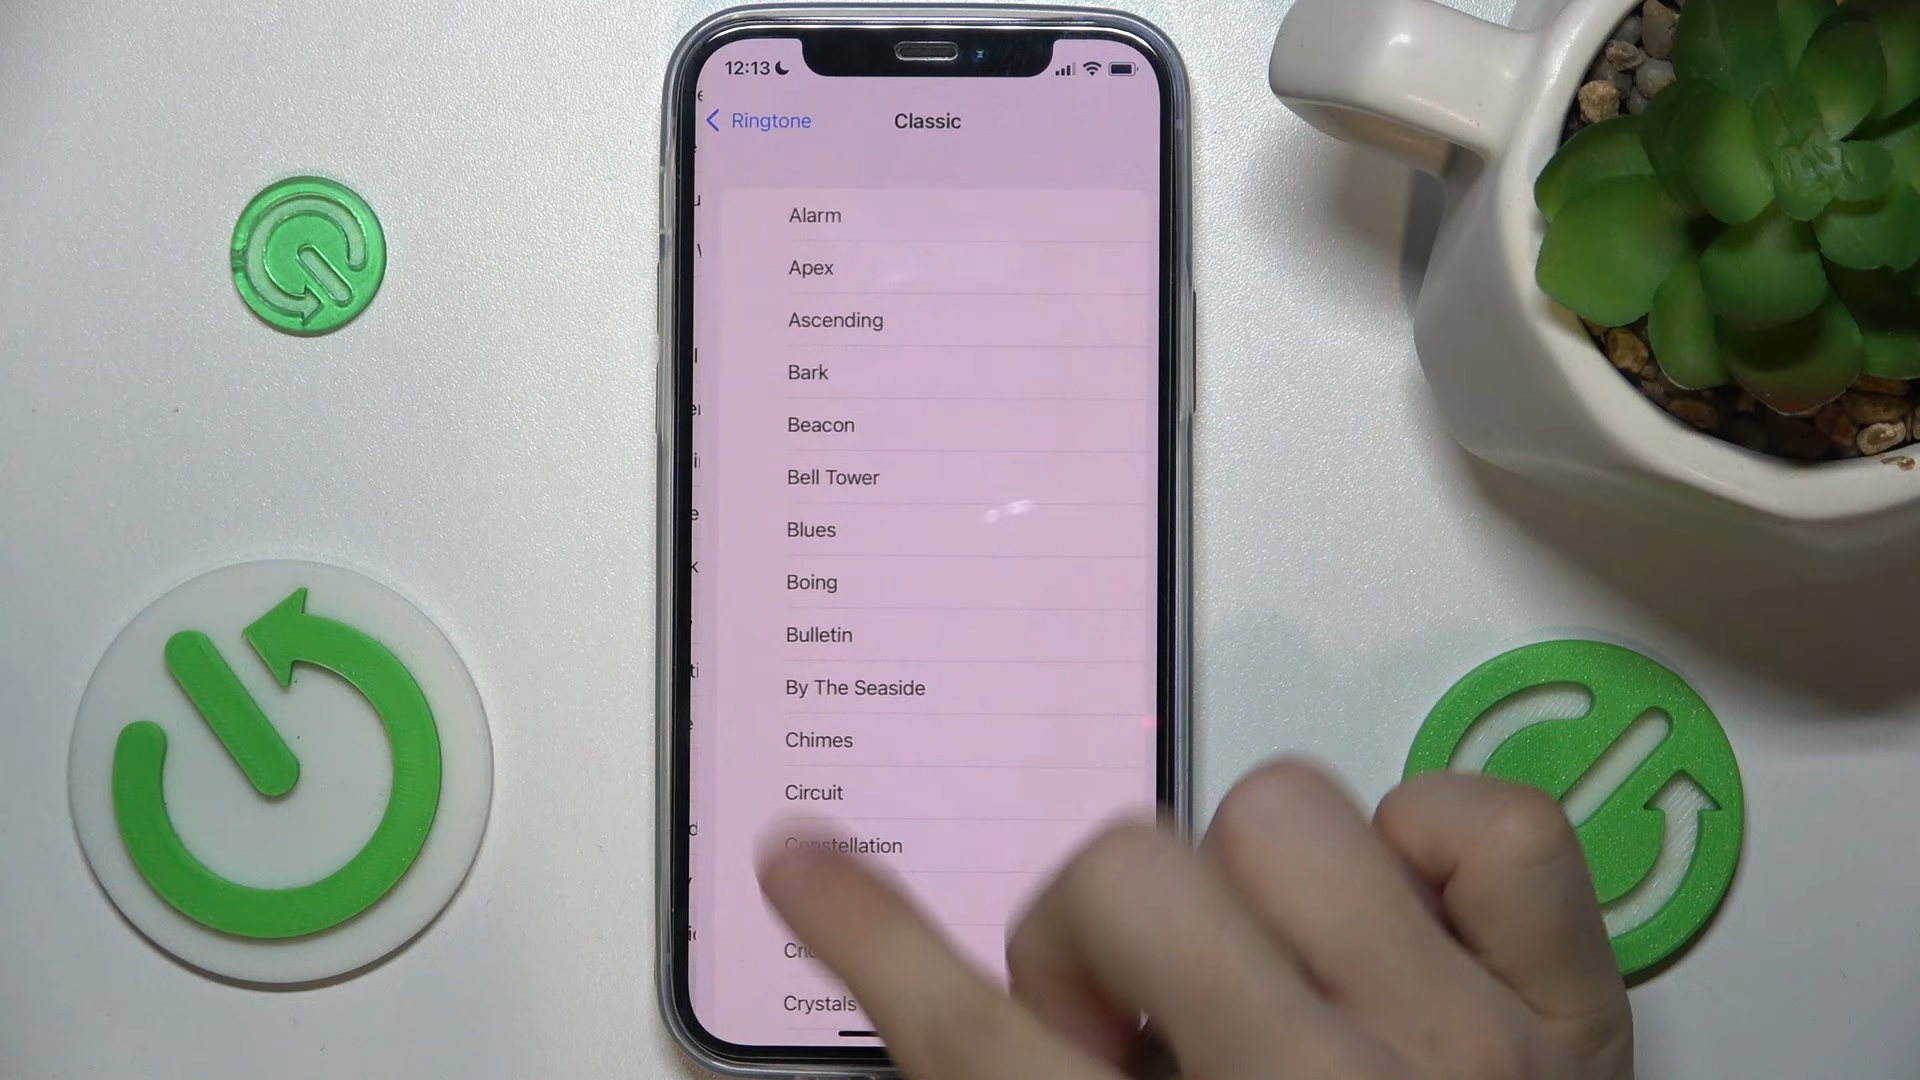 12:13
Ringtone
Classic
Alarm
Apex
Ascending
Bark
Beacon
Bell Tower
Blues
Boing
Bulletin
By The Seaside
Chimes
Circuit
Constellation
Crystals